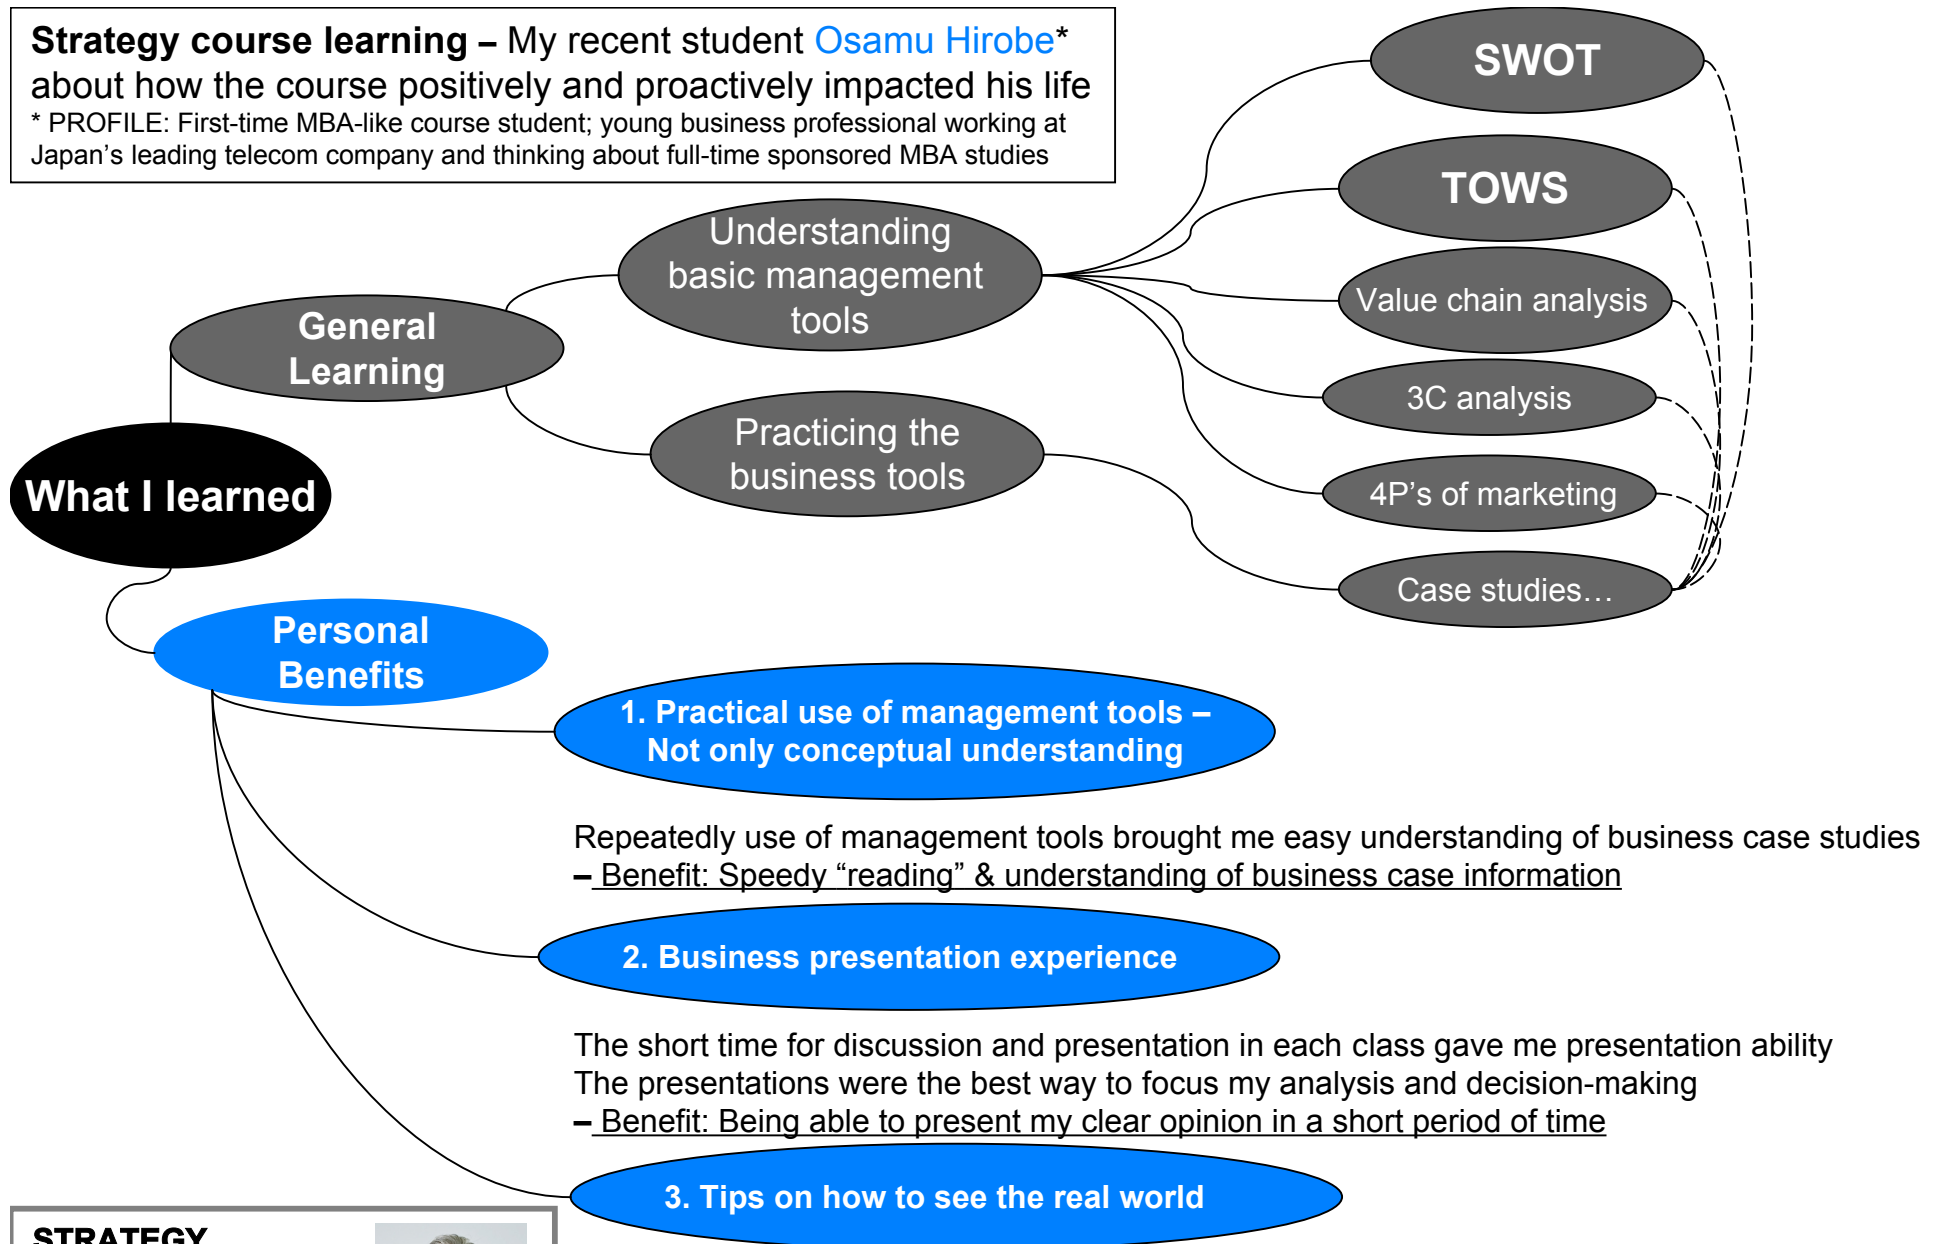 Strategy course learning – My recent student Osamu Hirobe*
about how the course positively and proactively impacted his life
* PROFILE: First-time MBA-like course student; young business professional working at
Japan’s leading telecom company and thinking about full-time sponsored MBA studies
SWOT
TOWS
Understanding
basic management
tools
Value chain analysis
General
Learning
3C analysis
Practicing the
business tools
4P’s of marketing
What I learned
Case studies…
Personal
Benefits
1. Practical use of management tools –
Not only conceptual understanding
Repeatedly use of management tools brought me easy understanding of business case studies
– Benefit: Speedy “reading” & understanding of business case information
2. Business presentation experience
The short time for discussion and presentation in each class gave me presentation ability
The presentations were the best way to focus my analysis and decision-making
– Benefit: Being able to present my clear opinion in a short period of time
3. Tips on how to see the real world
STRATEGY